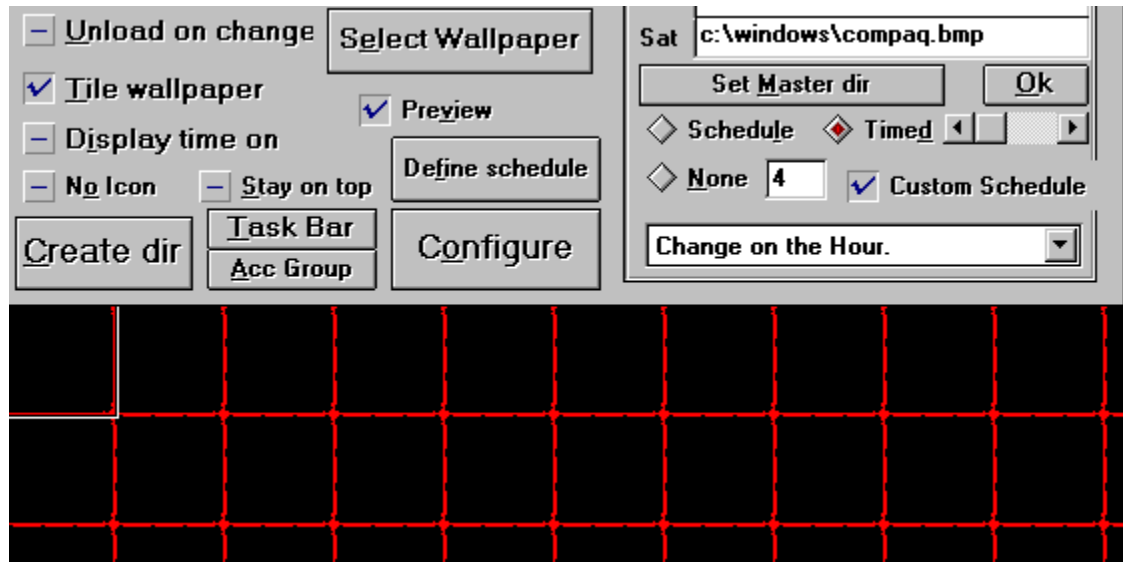 Unload on change
Select Wallpaper
Tile wallpaper
Preview
Display time on
Define schedule
No Icon
Stay on top
Create dir
Task Bar
Acc Group
Configure
Sat c:\windows\compaq.bmp
Set Master dir
Ok
Schedule
Timed
None 4
Custom Schedule
Change on the Hour.